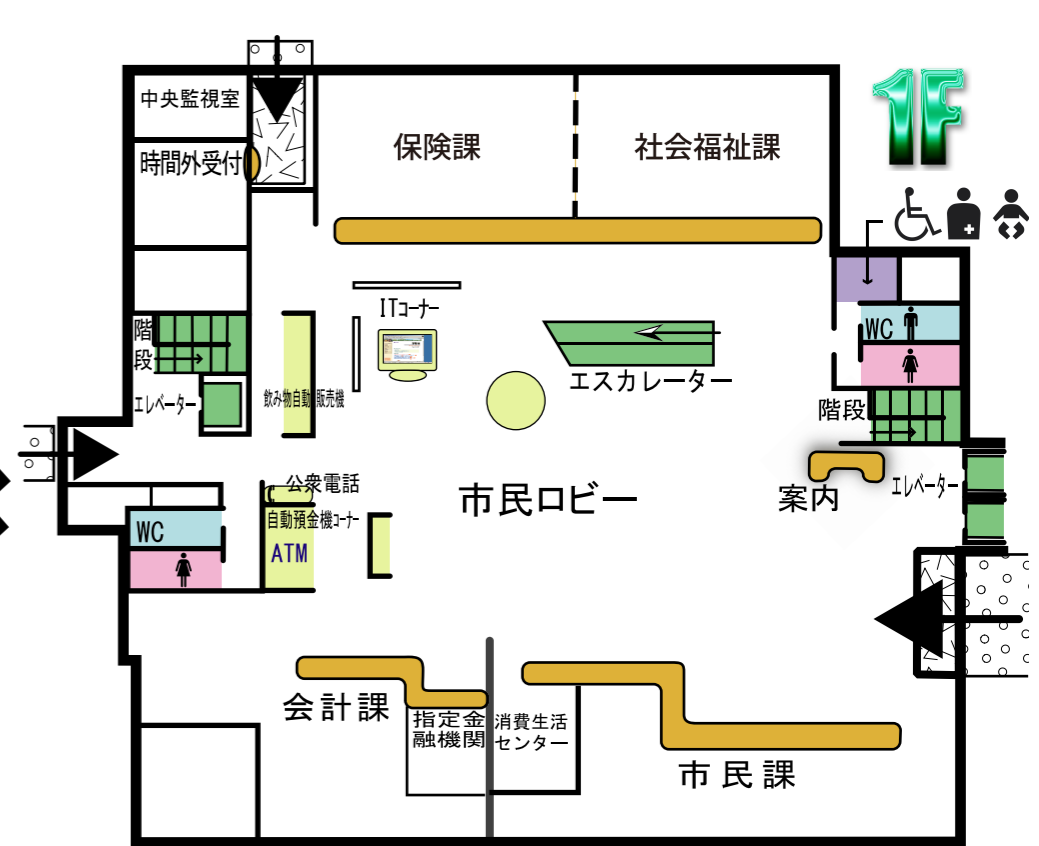 1F
中央監視室
時間外受付
保険課
社会福祉課
ITコーナー
階段
エレベーター
飲み物自動販売機
エスカレーター
WC
階段
エレベーター
案内
市民ロビー
公衆電話
自動預金機コーナー
ATM
WC
会計課
指定金
融機関
消費生活
センター
市民課